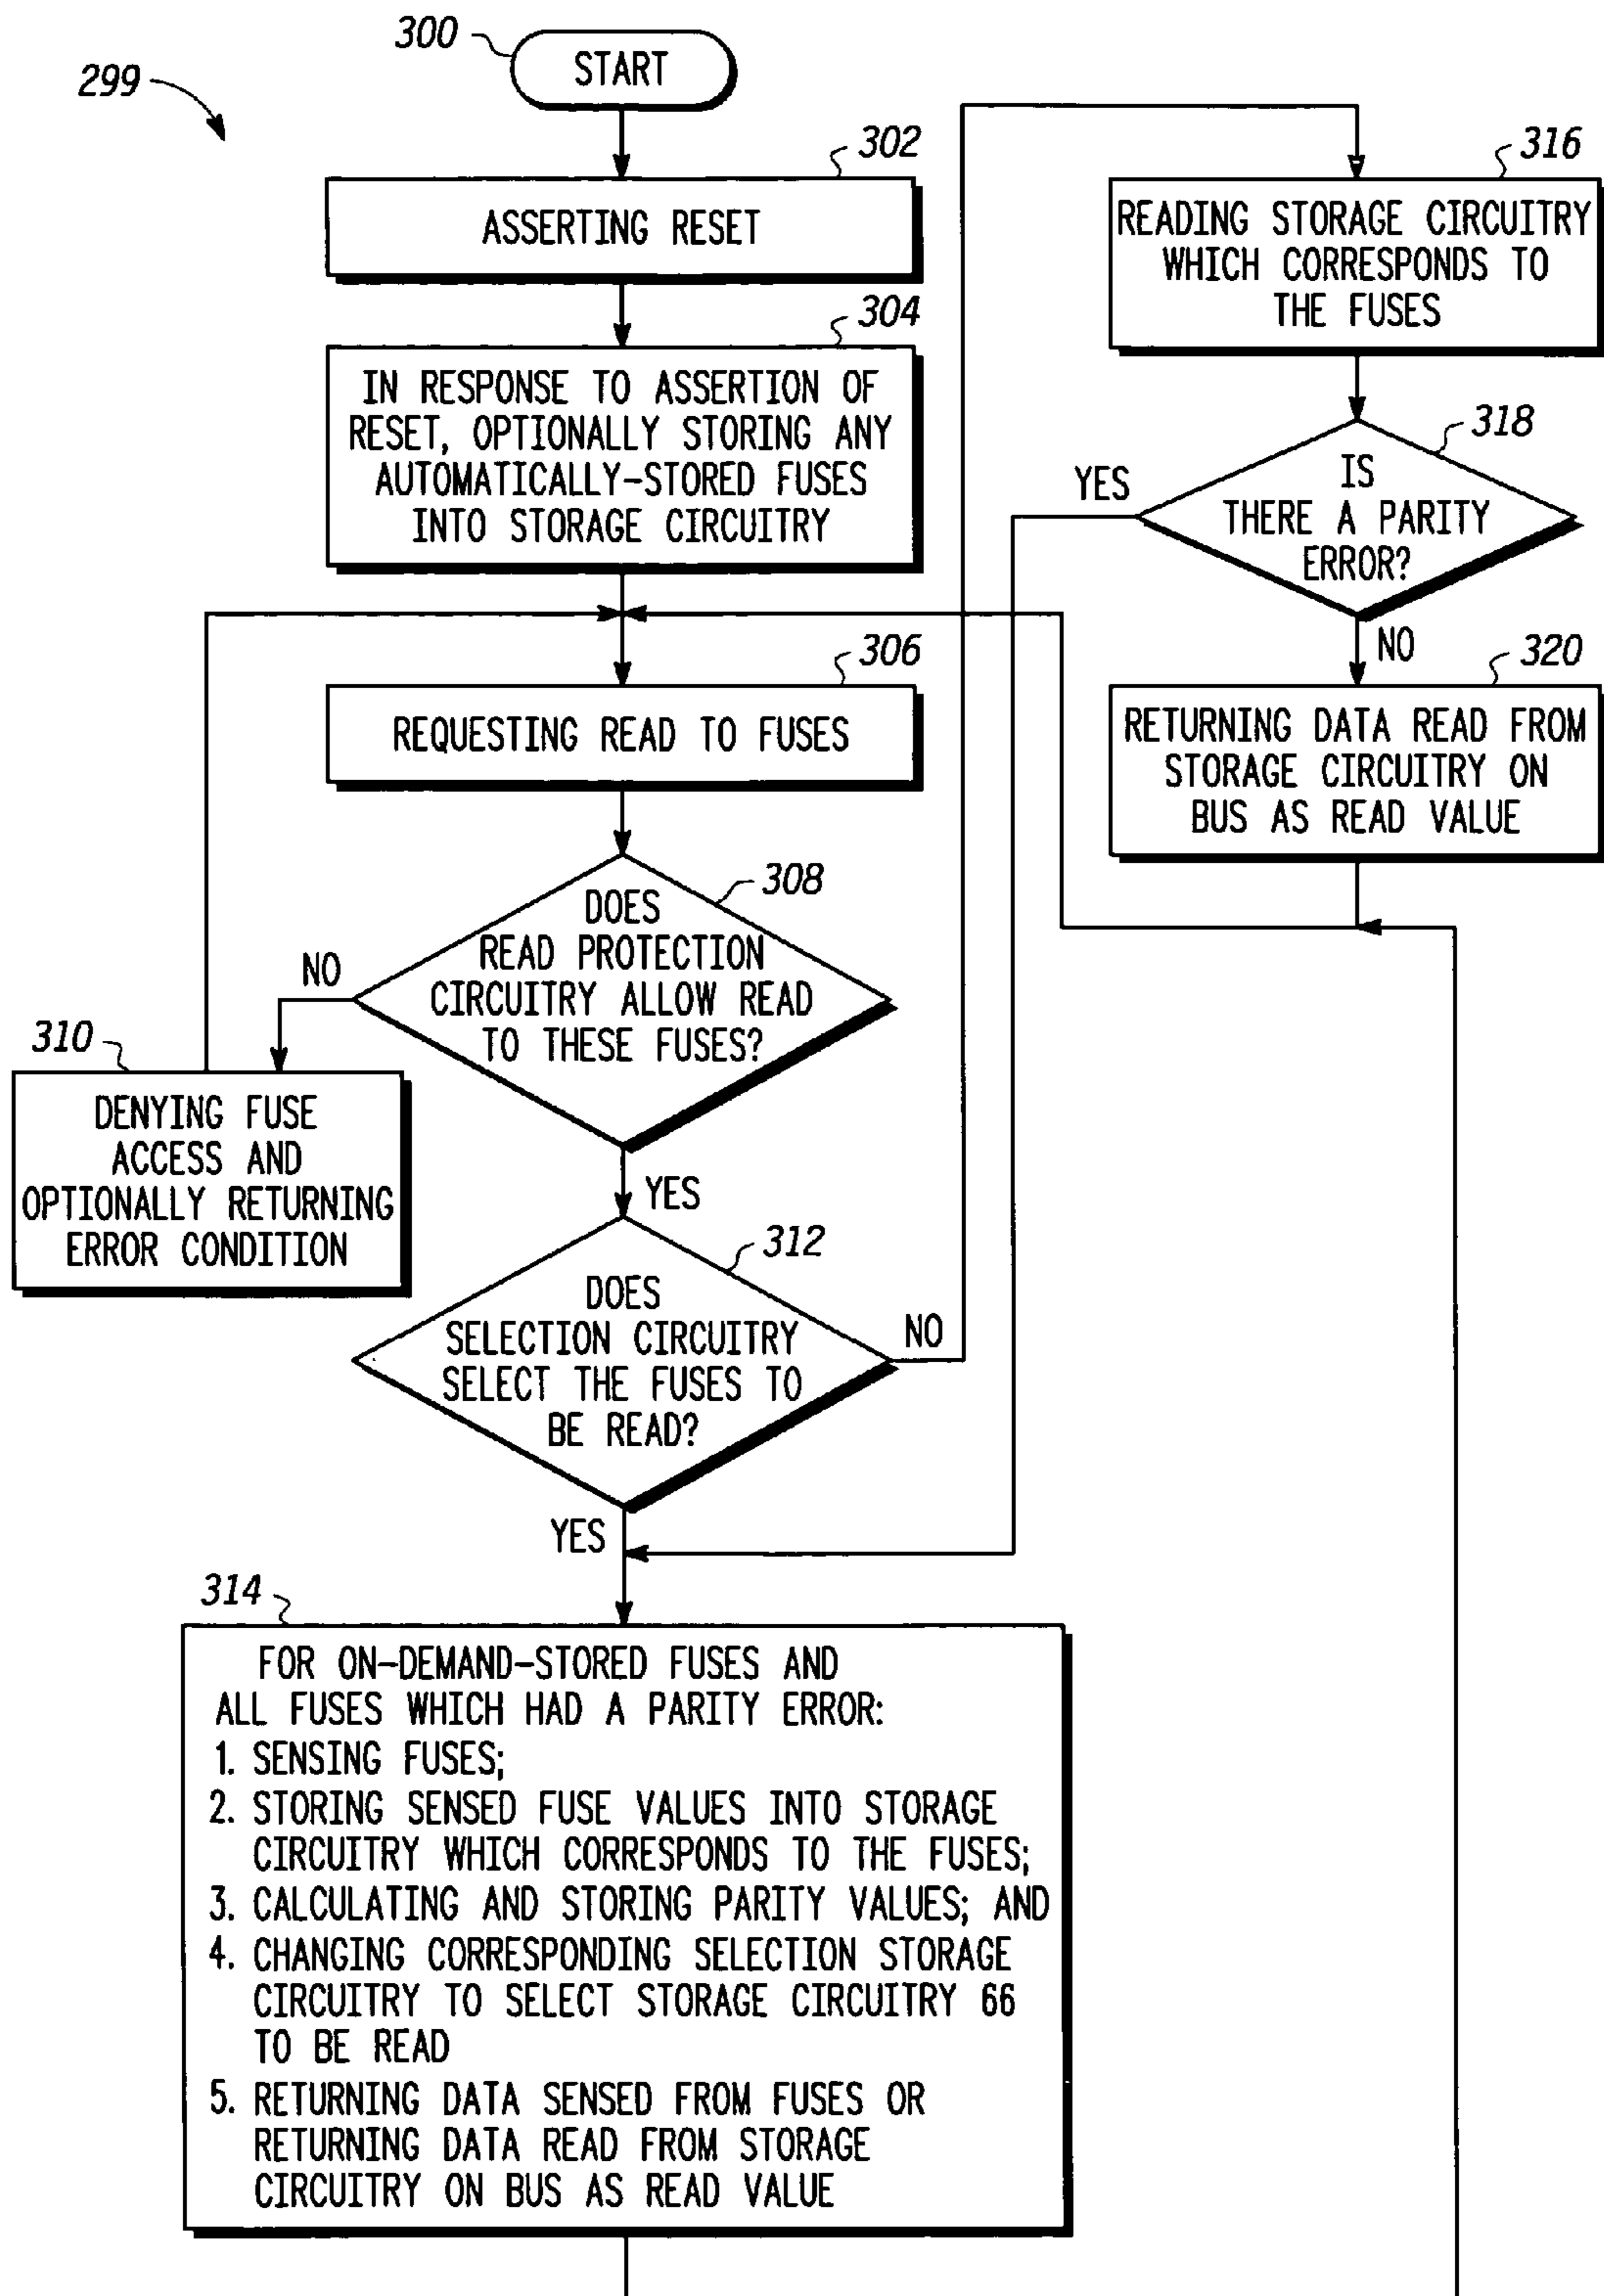 299
300
START
302
ASSERTING RESET
304
IN RESPONSE TO ASSERTION OF
RESET, OPTIONALLY STORING ANY
AUTOMATICALLY-STORED FUSES
INTO STORAGE CIRCUITRY
306
REQUESTING READ TO FUSES
308
DOES
READ PROTECTION
CIRCUITRY ALLOW READ
TO THESE FUSES?
NO
310
DENYING FUSE
ACCESS AND
OPTIONALLY RETURNING
ERROR CONDITION
YES
312
DOES
SELECTION CIRCUITRY
SELECT THE FUSES TO
BE READ?
NO
YES
314
FOR ON-DEMAND-STORED FUSES AND
ALL FUSES WHICH HAD A PARITY ERROR:
1. SENSING FUSES;
2. STORING SENSED FUSE VALUES INTO STORAGE
CIRCUITRY WHICH CORRESPONDS TO THE FUSES;
3. CALCULATING AND STORING PARITY VALUES; AND
4. CHANGING CORRESPONDING SELECTION STORAGE
CIRCUITRY TO SELECT STORAGE CIRCUITRY 66
TO BE READ
5. RETURNING DATA SENSED FROM FUSES OR
RETURNING DATA READ FROM STORAGE
CIRCUITRY ON BUS AS READ VALUE
316
READING STORAGE CIRCUITRY
WHICH CORRESPONDS TO
THE FUSES
318
IS
THERE A PARITY
ERROR?
YES
NO
320
RETURNING DATA READ FROM
STORAGE CIRCUITRY ON
BUS AS READ VALUE